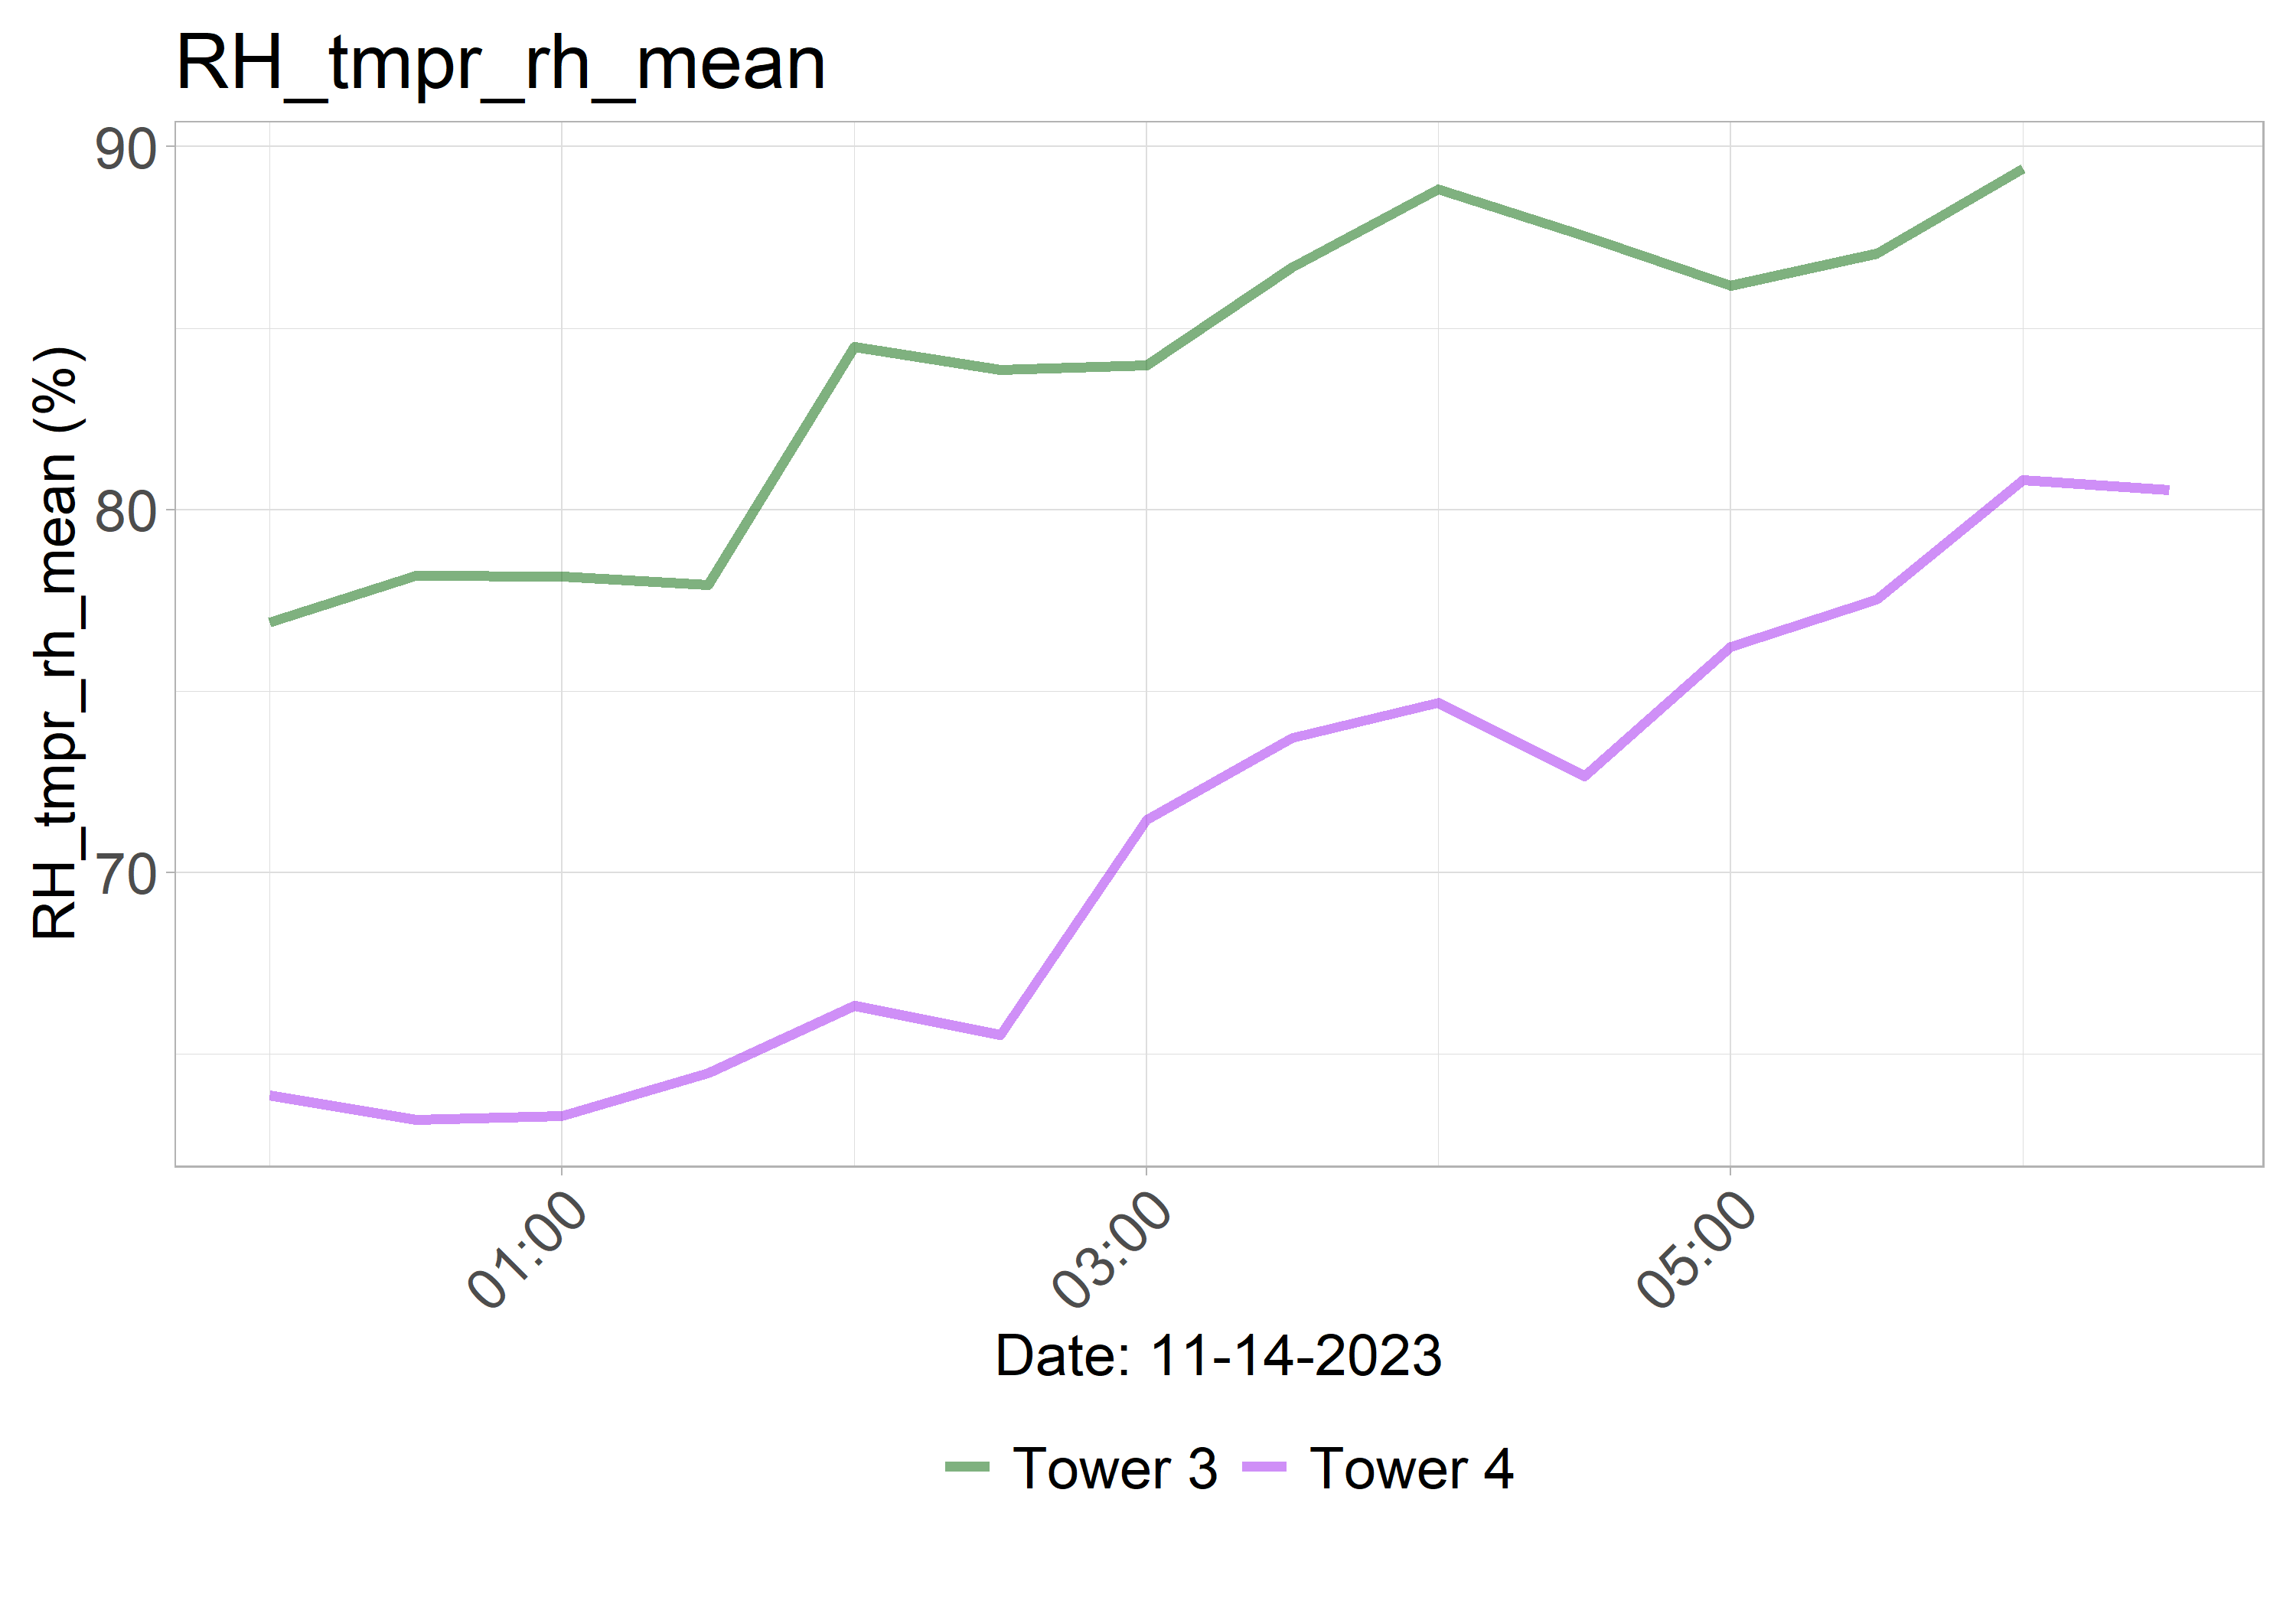 RH_tmpr_rh_mean
RH_tmpr_rh_mean (%)
90
80
70
01:00
03:00
05:00
Date: 11-14-2023
Tower 3
Tower 4